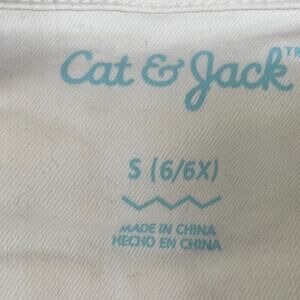 Cat & Jack™
S (6/6X)
MADE IN CHINA
HECHO EN CHINA